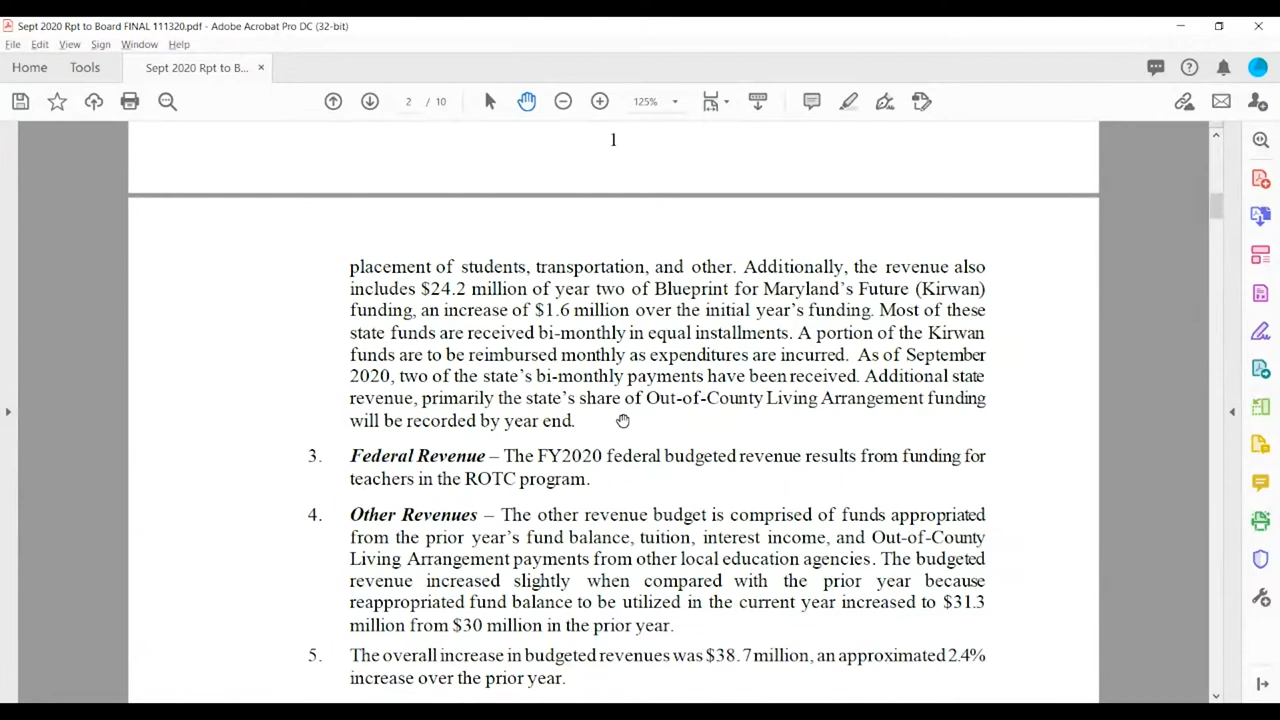 Sept 2020 Rpt to Board FINAL 111320.pdf - Adobe Acrobat Pro DC (32-bit)
File Edit View Sign Window Help
Home Tools Sept 2020 Rpt to B... ×
2 / 10 125%
1
placement of students, transportation, and other. Additionally, the revenue also
includes $24.2 million of year two of Blueprint for Maryland's Future (Kirwan)
funding, an increase of $1.6 million over the initial year's funding. Most of these
state funds are received bi-monthly in equal installments. A portion of the Kirwan
funds are to be reimbursed monthly as expenditures are incurred. As of September
2020, two of the state's bi-monthly payments have been received. Additional state
revenue, primarily the state's share of Out-of-County Living Arrangement funding
will be recorded by year end.
3. Federal Revenue – The FY2020 federal budgeted revenue results from funding for
teachers in the ROTC program.
4. Other Revenues – The other revenue budget is comprised of funds appropriated
from the prior year's fund balance, tuition, interest income, and Out-of-County
Living Arrangement payments from other local education agencies. The budgeted
revenue increased slightly when compared with the prior year because
reappropriated fund balance to be utilized in the current year increased to $31.3
million from $30 million in the prior year.
5. The overall increase in budgeted revenues was $38.7 million, an approximated 2.4%
increase over the prior year.